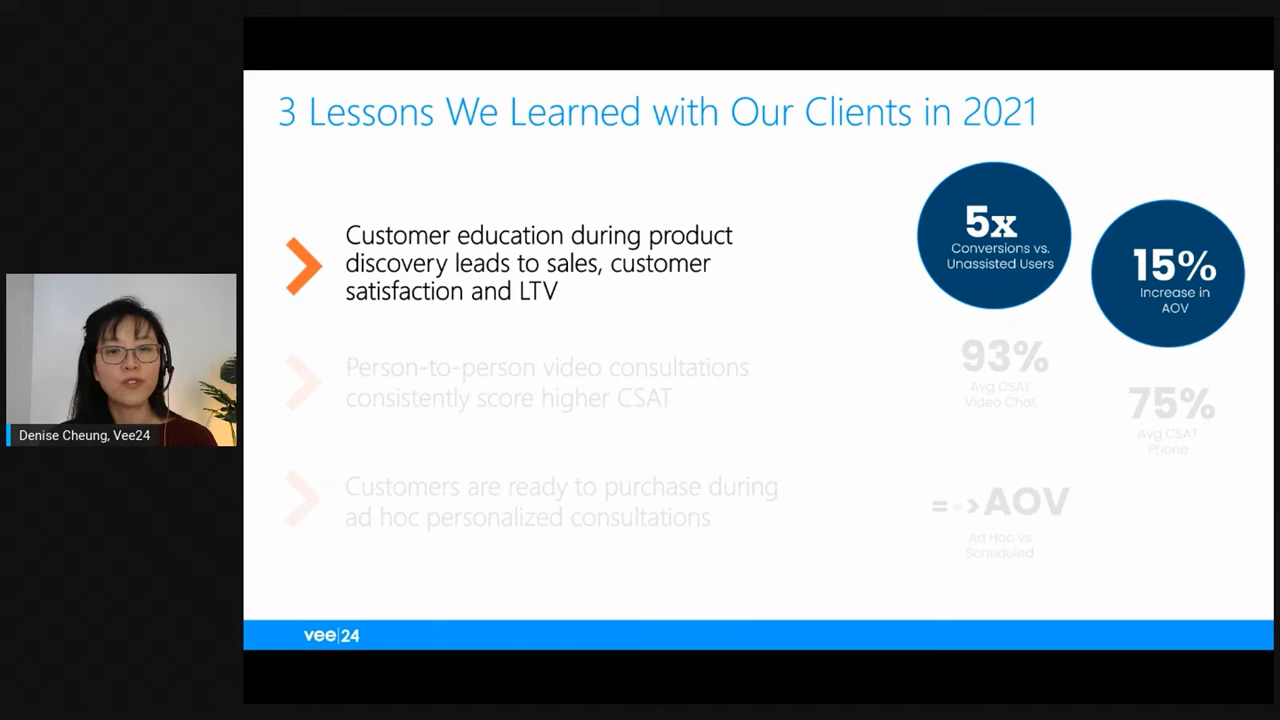 3 Lessons We Learned with Our Clients in 2021
Customer education during product
discovery leads to sales, customer
satisfaction and LTV
5x
Conversions vs.
Unassisted Users
15%
Increase in
AOV
Person-to-person video consultations
consistently score higher CSAT
93%
Avg CSAT
Video Chat
75%
Avg CSAT
Phone
Customers are ready to purchase during
ad hoc personalized consultations
= or > AOV
Ad Hoc vs
Scheduled
Denise Cheung, Vee24
vee|24